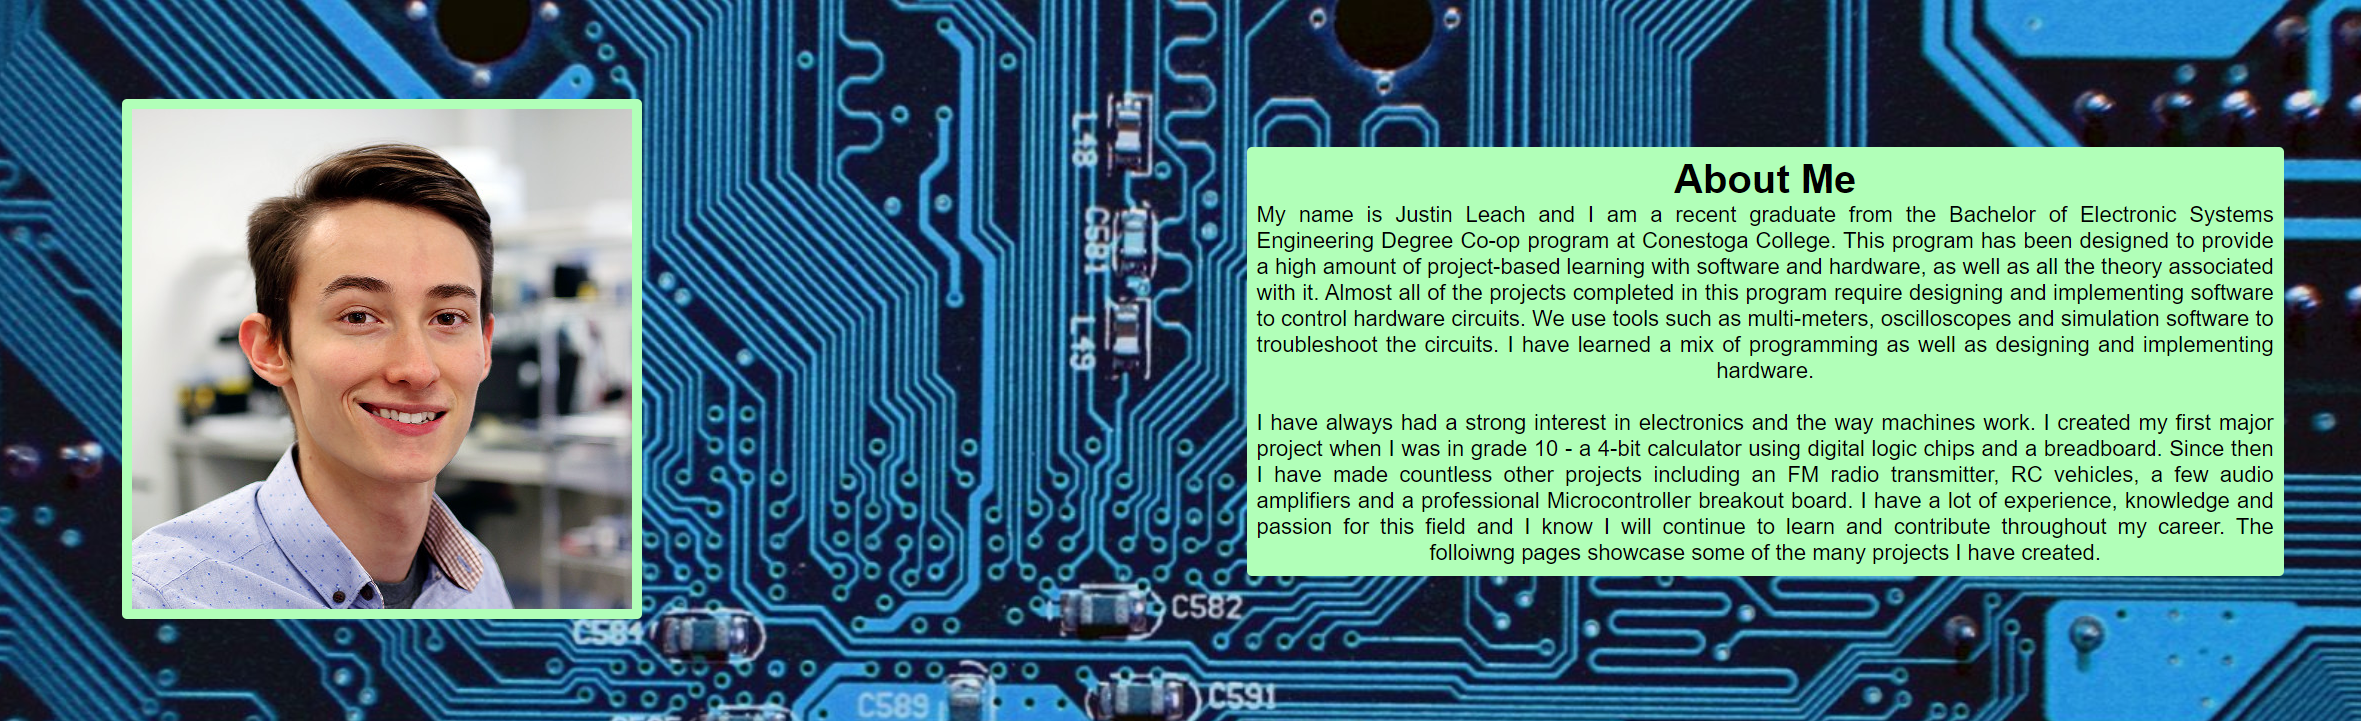 L48
C581
L49
About Me
My name is Justin Leach and I am a recent graduate from the Bachelor of Electronic Systems
Engineering Degree Co-op program at Conestoga College. This program has been designed to provide
a high amount of project-based learning with software and hardware, as well as all the theory associated
with it. Almost all of the projects completed in this program require designing and implementing software
to control hardware circuits. We use tools such as multi-meters, oscilloscopes and simulation software to
troubleshoot the circuits. I have learned a mix of programming as well as designing and implementing
hardware.
I have always had a strong interest in electronics and the way machines work. I created my first major
project when I was in grade 10 - a 4-bit calculator using digital logic chips and a breadboard. Since then
I have made countless other projects including an FM radio transmitter, RC vehicles, a few audio
amplifiers and a professional Microcontroller breakout board. I have a lot of experience, knowledge and
passion for this field and I know I will continue to learn and contribute throughout my career. The
folloiwng pages showcase some of the many projects I have created.
C582
C584
C589
C591